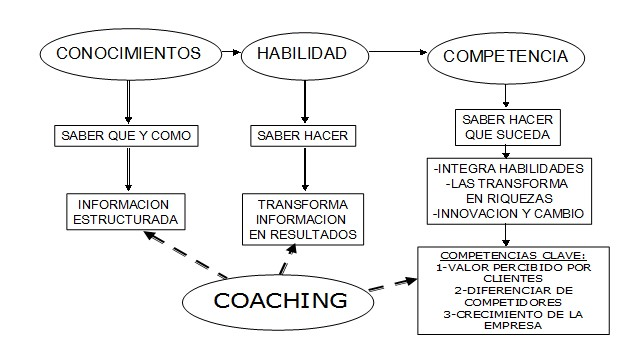 CONOCIMIENTOS
HABILIDAD
COMPETENCIA
SABER QUE Y COMO
SABER HACER
SABER HACER
QUE SUCEDA
INFORMACION
ESTRUCTURADA
TRANSFORMA
INFORMACION
EN RESULTADOS
-INTEGRA HABILIDADES
-LAS TRANSFORMA
EN RIQUEZAS
-INNOVACION Y CAMBIO
COACHING
COMPETENCIAS CLAVE:
1-VALOR PERCIBIDO POR
CLIENTES
2-DIFERENCIAR DE
COMPETIDORES
3-CRECIMIENTO DE LA
EMPRESA